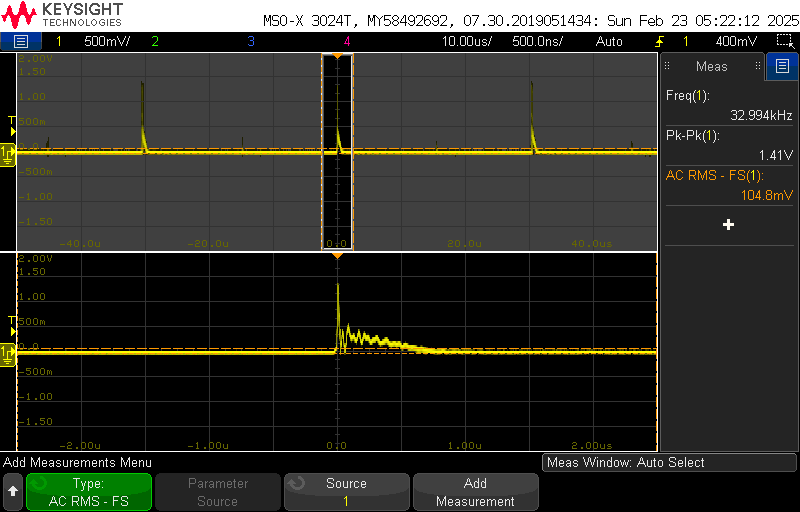 KEYSIGHT
TECHNOLOGIES
MSO-X 3024T, MY58492692, 07.30.2019051434: Sun Feb 23 05:22:12 2025
1 500mV/ 2 3 4 10.00us/ 500.0ns/ Auto 1 400mV
2.00V
1.50
1.00
500m
0.0
-500m
-1.00
-1.50
-40.0u -20.0u 0.0 20.0u 40.0us
T
1
2.00V
1.50
1.00
500m
0.0
-500m
-1.00
-1.50
-2.00u -1.00u 0.0 1.00u 2.00us
T
1
Meas
Freq(1):
32.994kHz
Pk-Pk(1):
1.41V
AC RMS - FS(1):
104.8mV
+
Add Measurements Menu
Meas Window: Auto Select
Type:
AC RMS - FS
Parameter
Source
Source
1
Add
Measurement